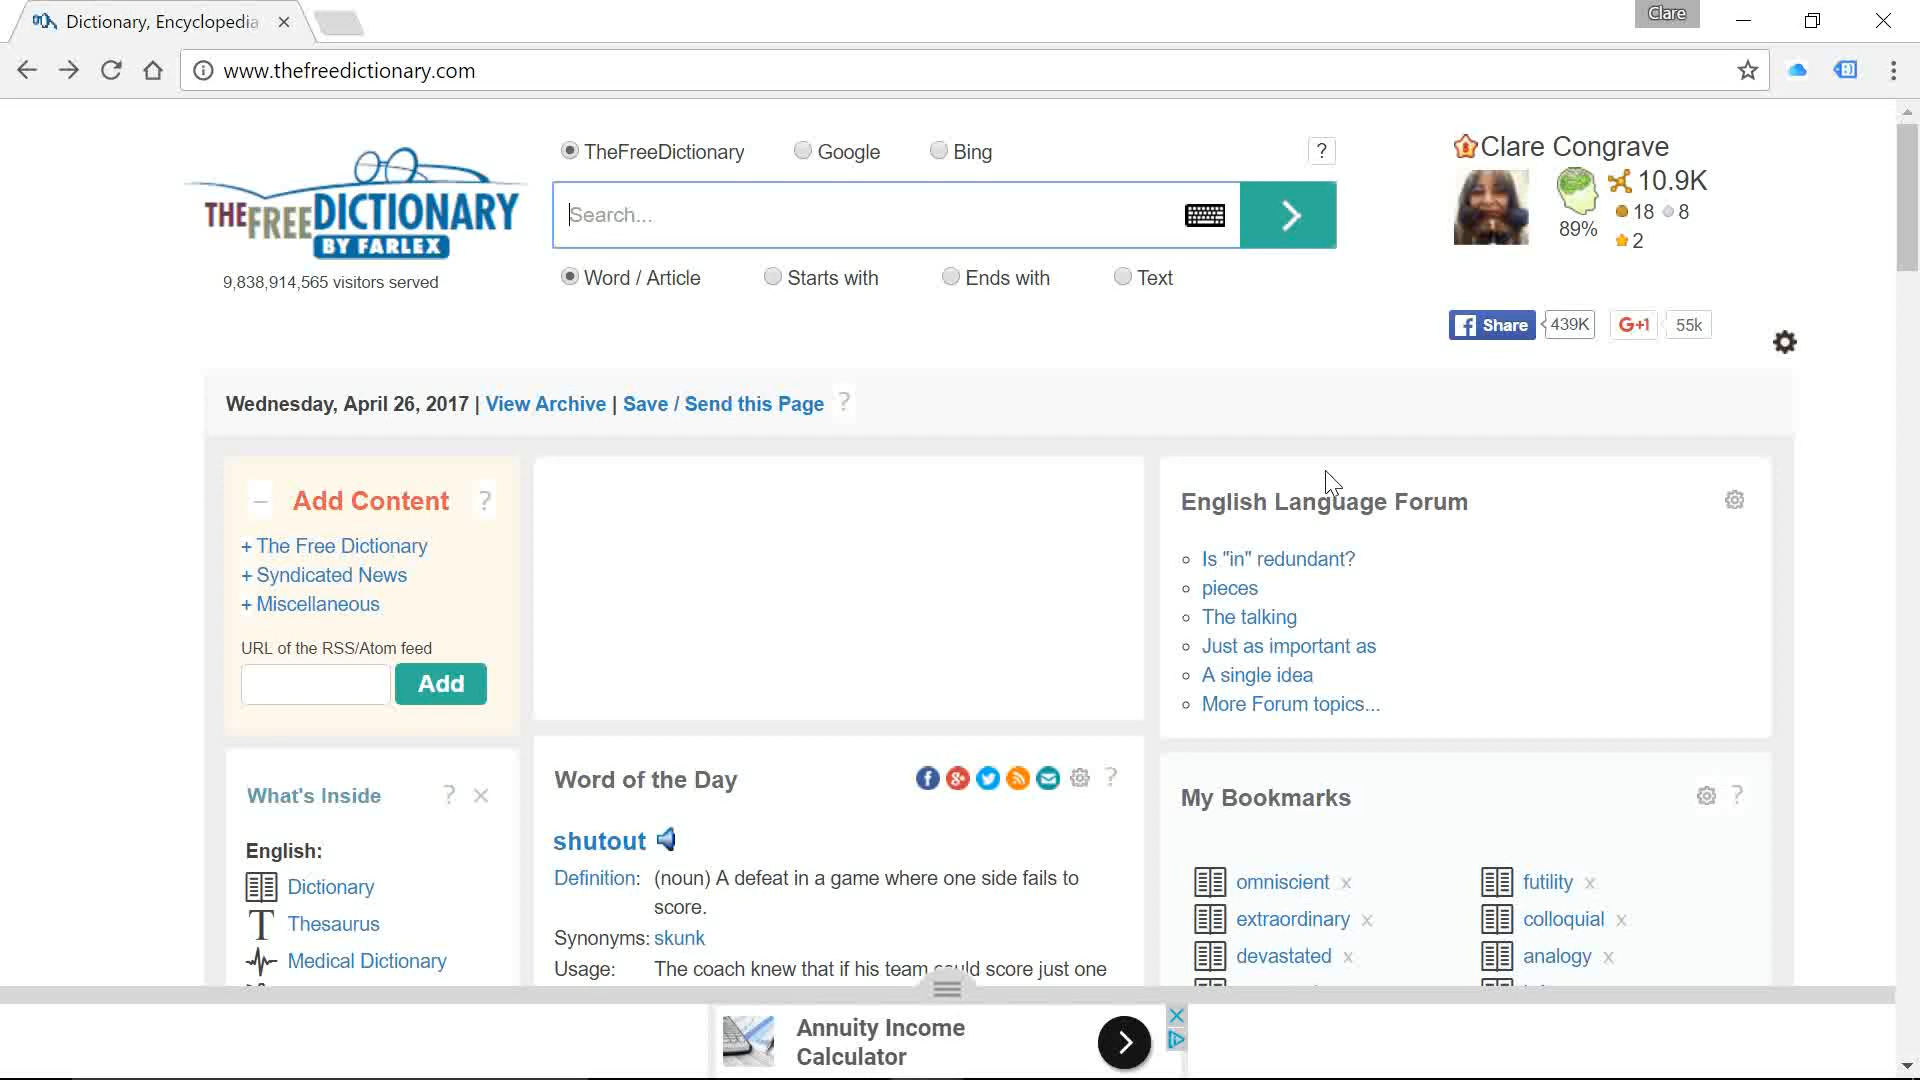 Dictionary, Encyclopedia
Clare
www.thefreedictionary.com
THEFREEDICTIONARY
BY FARLEX
9,838,914,565 visitors served
TheFreeDictionary
Google
Bing
?
Search...
Word / Article
Starts with
Ends with
Text
Clare Congrave
10.9K
18
8
89%
2
Share
439K
G+1
55k
Wednesday, April 26, 2017 | View Archive | Save / Send this Page ?
Add Content ?
+ The Free Dictionary
+ Syndicated News
+ Miscellaneous
URL of the RSS/Atom feed
Add
What's Inside ?
English:
Dictionary
T Thesaurus
Medical Dictionary
Word of the Day ?
shutout
Definition: (noun) A defeat in a game where one side fails to
score.
Synonyms: skunk
Usage: The coach knew that if his team could score just one
English Language Forum
Is "in" redundant?
pieces
The talking
Just as important as
A single idea
More Forum topics...
My Bookmarks ?
omniscient x
futility x
extraordinary x
colloquial x
devastated x
analogy x
Annuity Income
Calculator